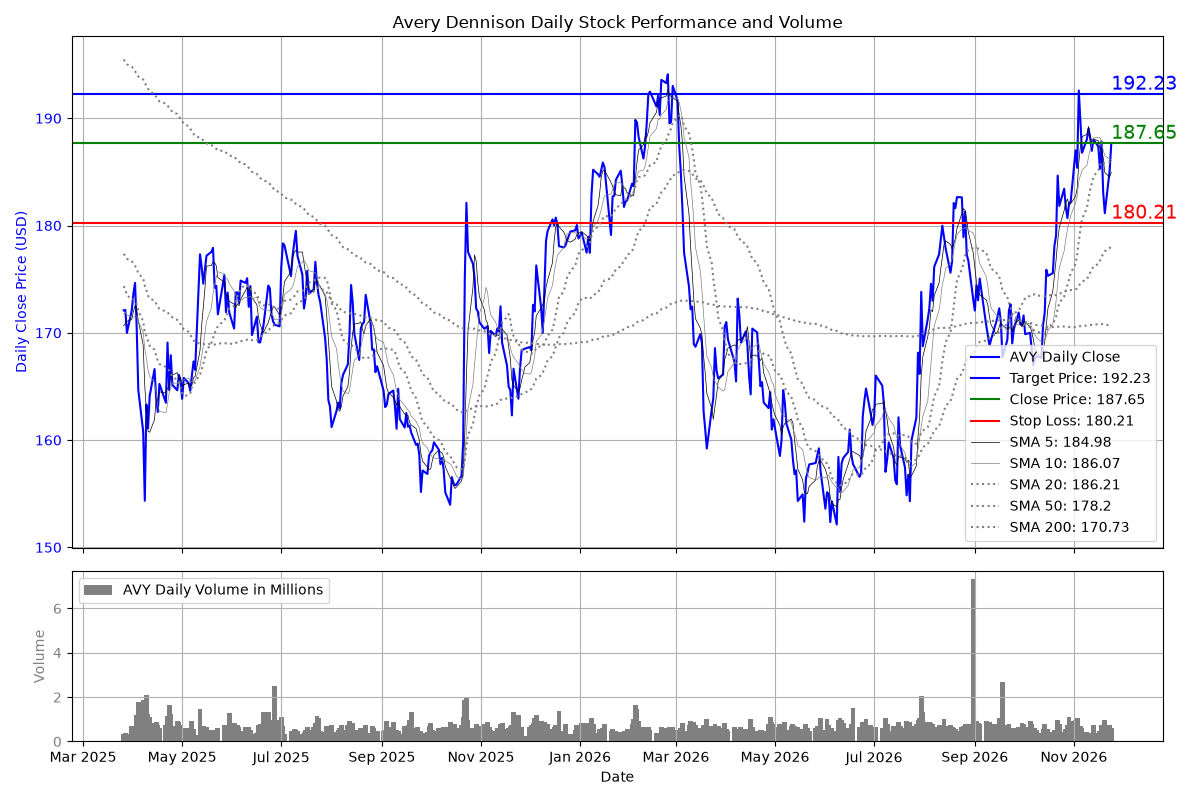 Avery Dennison Daily Stock Performance and Volume
Daily Close Price (USD)
190
180
170
160
150
192.23
187.65
180.21
AVY Daily Close
Target Price: 192.23
Close Price: 187.65
Stop Loss: 180.21
SMA 5: 184.98
SMA 10: 186.07
SMA 20: 186.21
SMA 50: 178.2
SMA 200: 170.73
AVY Daily Volume in Millions
Volume
6
4
2
0
Mar 2025 May 2025 Jul 2025 Sep 2025 Nov 2025 Jan 2026 Mar 2026 May 2026 Jul 2026 Sep 2026 Nov 2026
Date